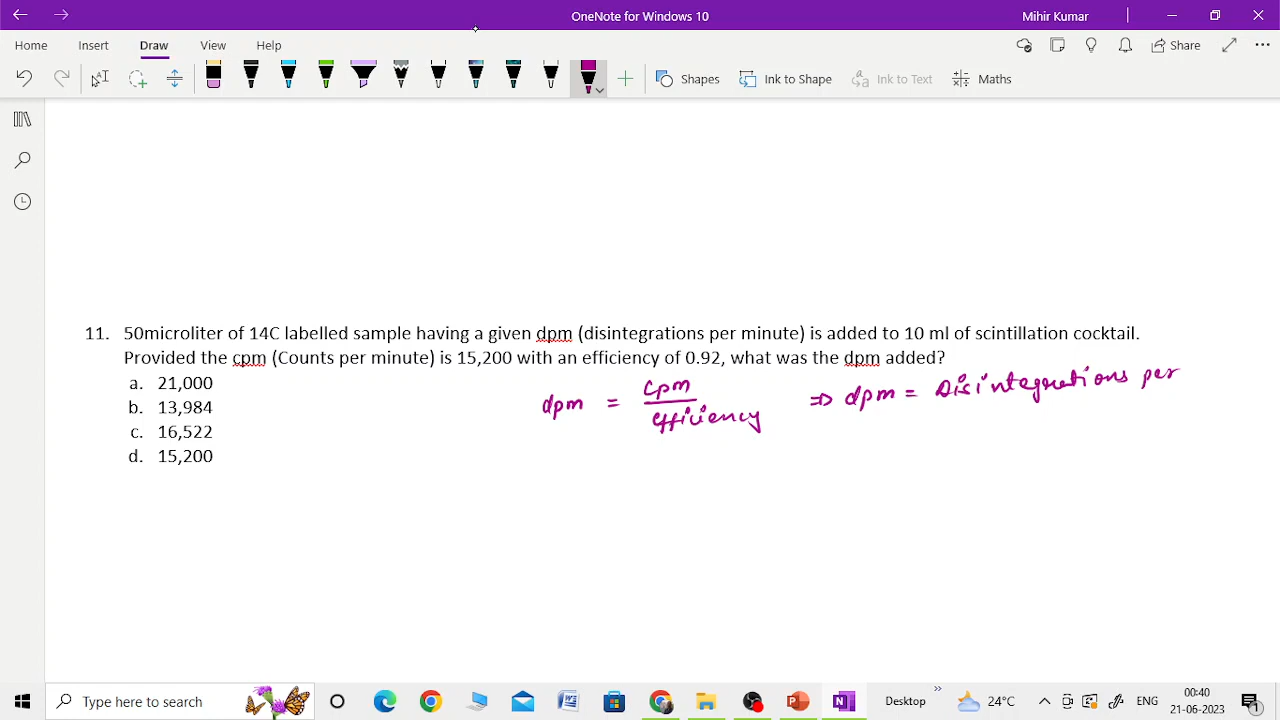 OneNote for Windows 10
Mihir Kumar
Home Insert Draw View Help
Share
Shapes Ink to Shape Ink to Text Maths
11. 50microliter of 14C labelled sample having a given dpm (disintegrations per minute) is added to 10 ml of scintillation cocktail.
Provided the cpm (Counts per minute) is 15,200 with an efficiency of 0.92, what was the dpm added?
a. 21,000
b. 13,984
c. 16,522
d. 15,200
dpm = cpm / efficiency ⇒ dpm = Disintegrations per
Type here to search
Desktop
24°C
ENG
00:40
21-06-2023
1